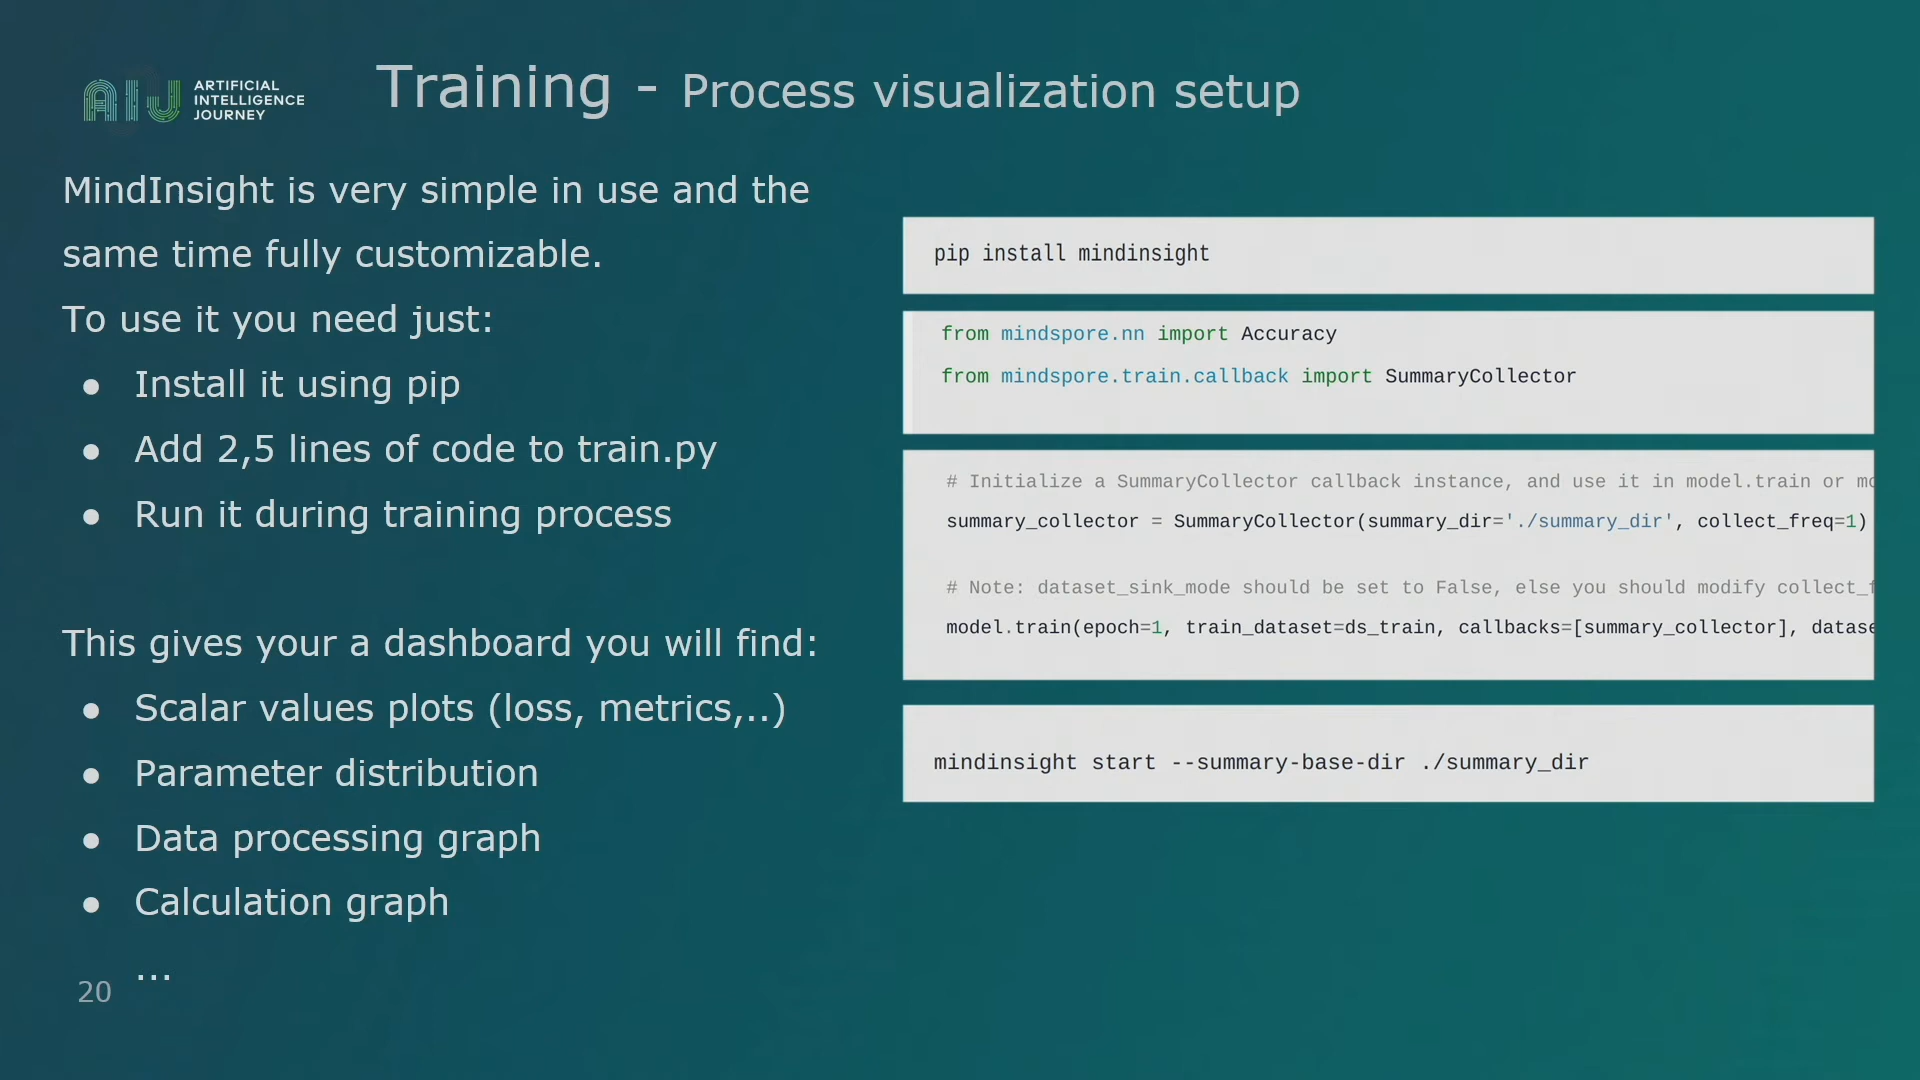 ARTIFICIAL
INTELLIGENCE
JOURNEY
Training - Process visualization setup
MindInsight is very simple in use and the
same time fully customizable.
To use it you need just:
● Install it using pip
● Add 2,5 lines of code to train.py
● Run it during training process
This gives your a dashboard you will find:
● Scalar values plots (loss, metrics,..)
● Parameter distribution
● Data processing graph
● Calculation graph
...
20
pip install mindinsight
from mindspore.nn import Accuracy
from mindspore.train.callback import SummaryCollector
# Initialize a SummaryCollector callback instance, and use it in model.train or
summary_collector = SummaryCollector(summary_dir='./summary_dir', collect_freq=1)
# Note: dataset_sink_mode should be set to False, else you should modify
model.train(epoch=1, train_dataset=ds_train, callbacks=[summary_collector],
mindinsight start --summary-base-dir ./summary_dir